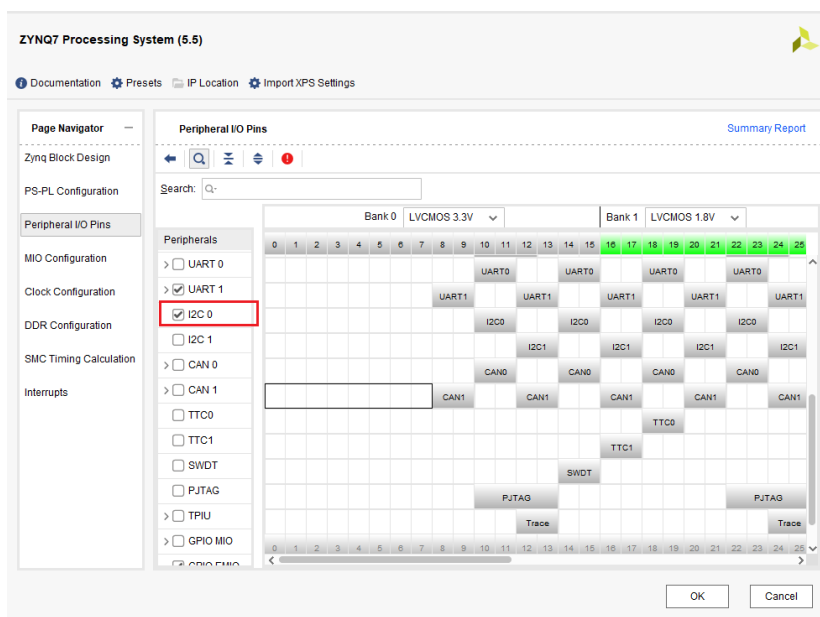 ZYNQ7 Processing System (5.5)
Documentation Presets IP Location Import XPS Settings
Page Navigator
Zynq Block Design
PS-PL Configuration
Peripheral I/O Pins
MIO Configuration
Clock Configuration
DDR Configuration
SMC Timing Calculation
Interrupts
Peripheral I/O Pins Summary Report
Search: Q-
Bank 0 LVCMOS 3.3V Bank 1 LVCMOS 1.8V
Peripherals 0 1 2 3 4 5 6 7 8 9 10 11 12 13 14 15 16 17 18 19 20 21 22 23 24 25
UART 0 UART0 UART0 UART0 UART0
UART 1 UART1 UART1 UART1 UART1 UART1
I2C 0 I2C0 I2C0 I2C0 I2C0
I2C 1 I2C1 I2C1 I2C1 I2C1
CAN 0 CAN0 CAN0 CAN0 CAN0
CAN 1 CAN1 CAN1 CAN1 CAN1 CAN1
TTC0 TTC0
TTC1 TTC1
SWDT SWDT
PJTAG PJTAG PJTAG
TPIU Trace Trace
GPIO MIO 0 1 2 3 4 5 6 7 8 9 10 11 12 13 14 15 16 17 18 19 20 21 22 23 24 25
GPIO EMIO
OK Cancel